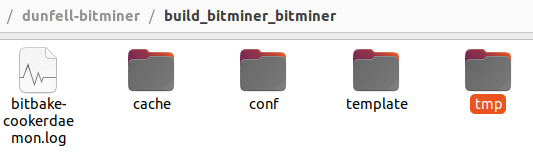 / dunfell-bitminer / build_bitminer_bitminer
bitbake-
cookerdae
mon.log
cache
conf
template
tmp